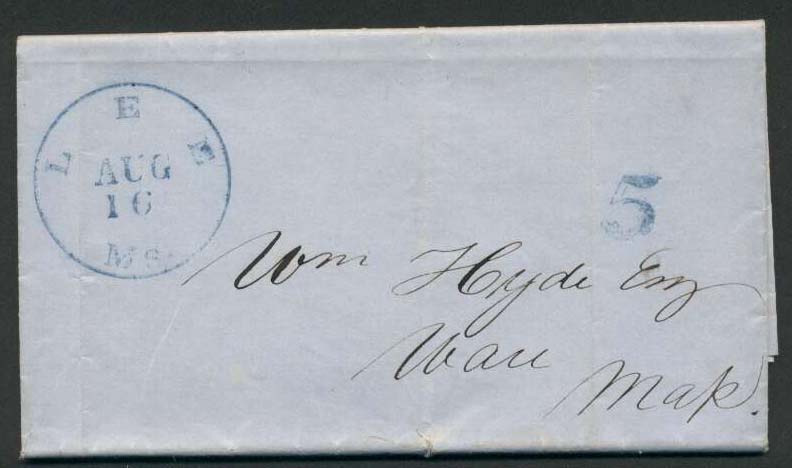 LEE
AUG
16
Ms.
5
Wm Hyde Esq
Ware
Mass.